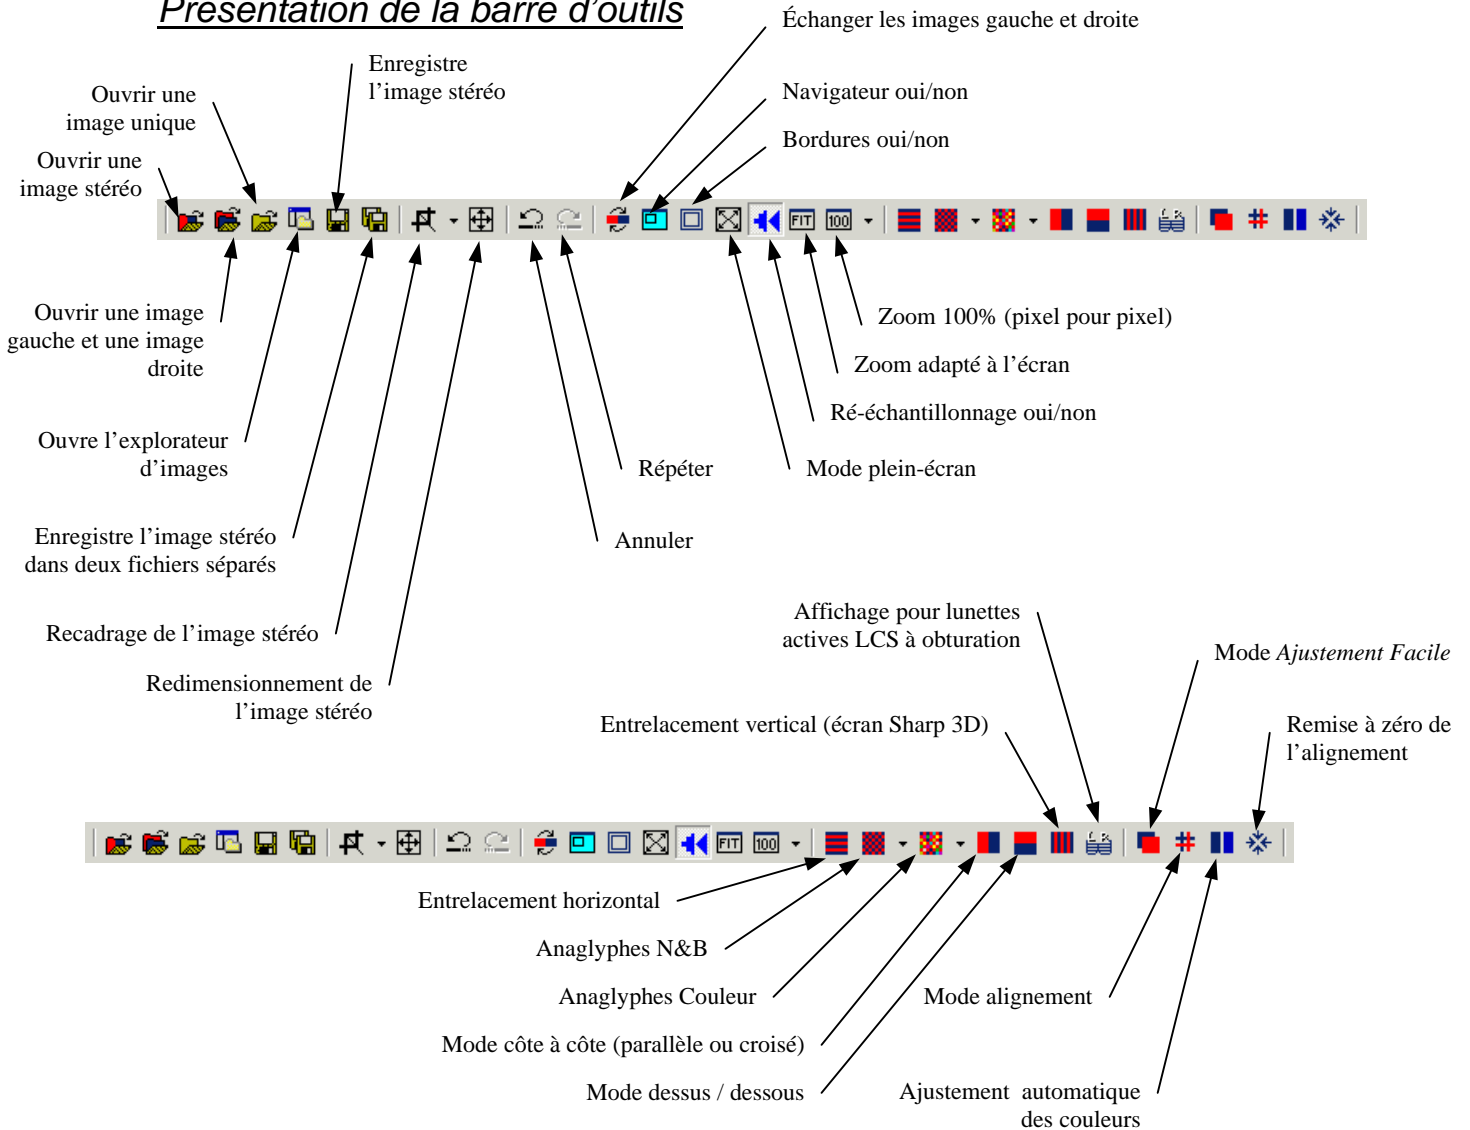 Présentation de la barre d’outils
Échanger les images gauche et droite
Enregistre
l’image stéréo
Ouvrir une
image unique
Navigateur oui/non
Bordures oui/non
Ouvrir une
image stéréo
FIT
100
L R
Ouvrir une image
gauche et une image
droite
Zoom 100% (pixel pour pixel)
Zoom adapté à l’écran
Ré-échantillonnage oui/non
Ouvre l’explorateur
d’images
Répéter
Mode plein-écran
Enregistre l’image stéréo
dans deux fichiers séparés
Annuler
Recadrage de l’image stéréo
Affichage pour lunettes
actives LCS à obturation
Mode Ajustement Facile
Redimensionnement de
l’image stéréo
Entrelacement vertical (écran Sharp 3D)
Remise à zéro de
l’alignement
FIT
100
L R
Entrelacement horizontal
Anaglyphes N&B
Anaglyphes Couleur
Mode alignement
Mode côte à côte (parallèle ou croisé)
Mode dessus / dessous
Ajustement automatique
des couleurs